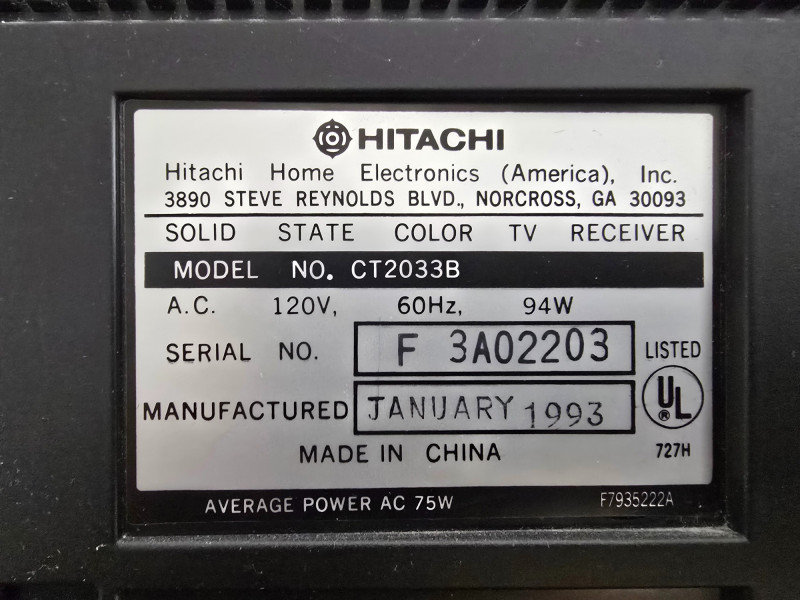 HITACHI
Hitachi Home Electronics (America), Inc.
3890 STEVE REYNOLDS BLVD., NORCROSS, GA 30093
SOLID STATE COLOR TV RECEIVER
MODEL NO. CT2033B
A.C. 120V, 60Hz, 94W
SERIAL NO. F 3A02203 LISTED
MANUFACTURED JANUARY 1993 UL ®
MADE IN CHINA 727H
AVERAGE POWER AC 75W F7935222A